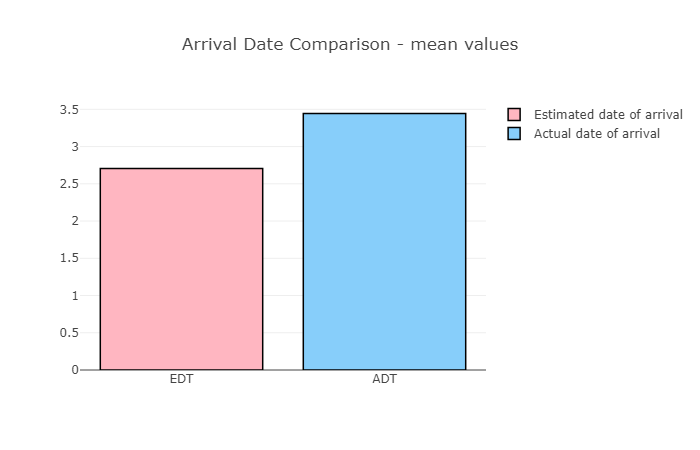 Arrival Date Comparison - mean values
3.5
3
2.5
2
1.5
1
0.5
0
EDT
ADT
Estimated date of arrival
Actual date of arrival